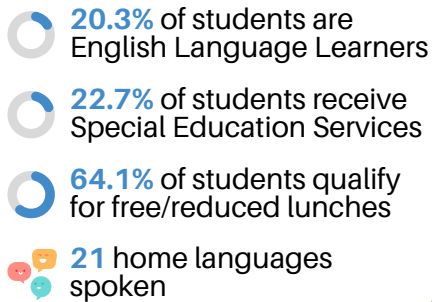 20.3% of students are
English Language Learners
22.7% of students receive
Special Education Services
64.1% of students qualify
for free/reduced lunches
21 home languages
spoken